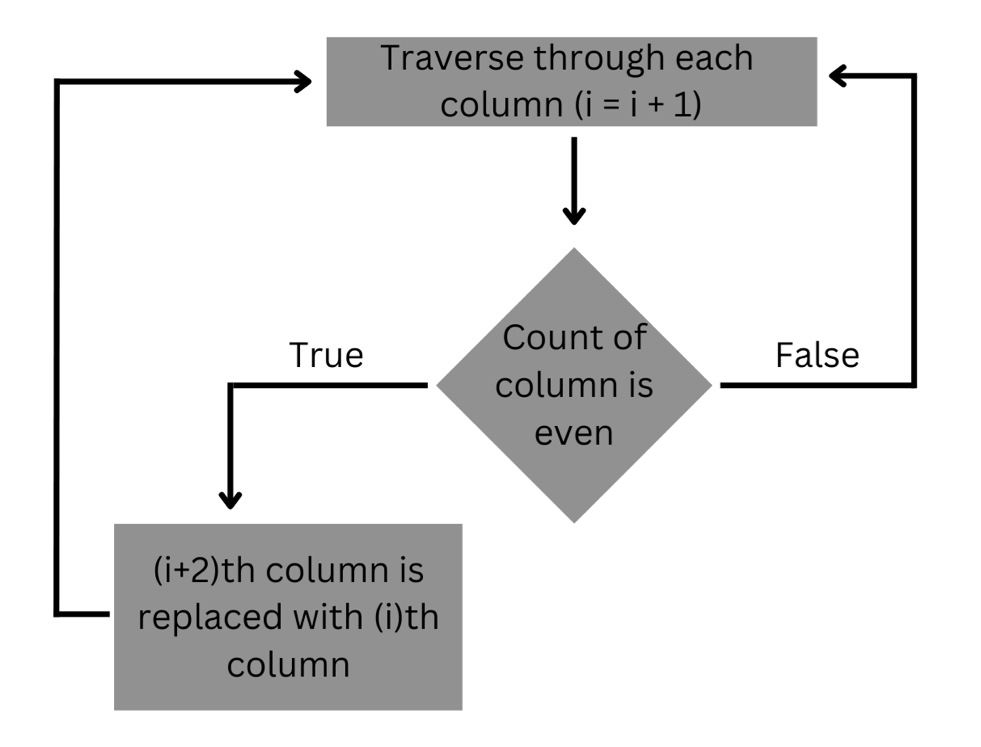 Traverse through each
column (i = i + 1)
True
Count of
column is
even
False
(i+2)th column is
replaced with (i)th
column